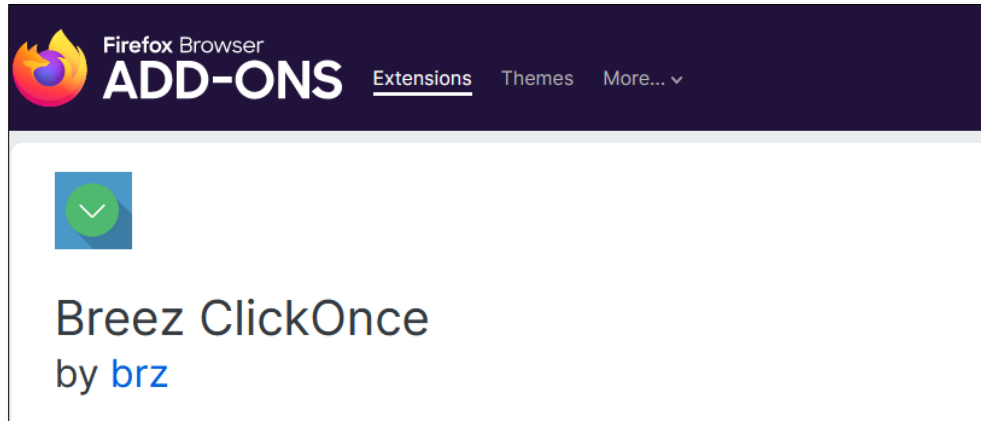 Firefox Browser
ADD-ONS
Extensions Themes More...
Breez ClickOnce
by brz